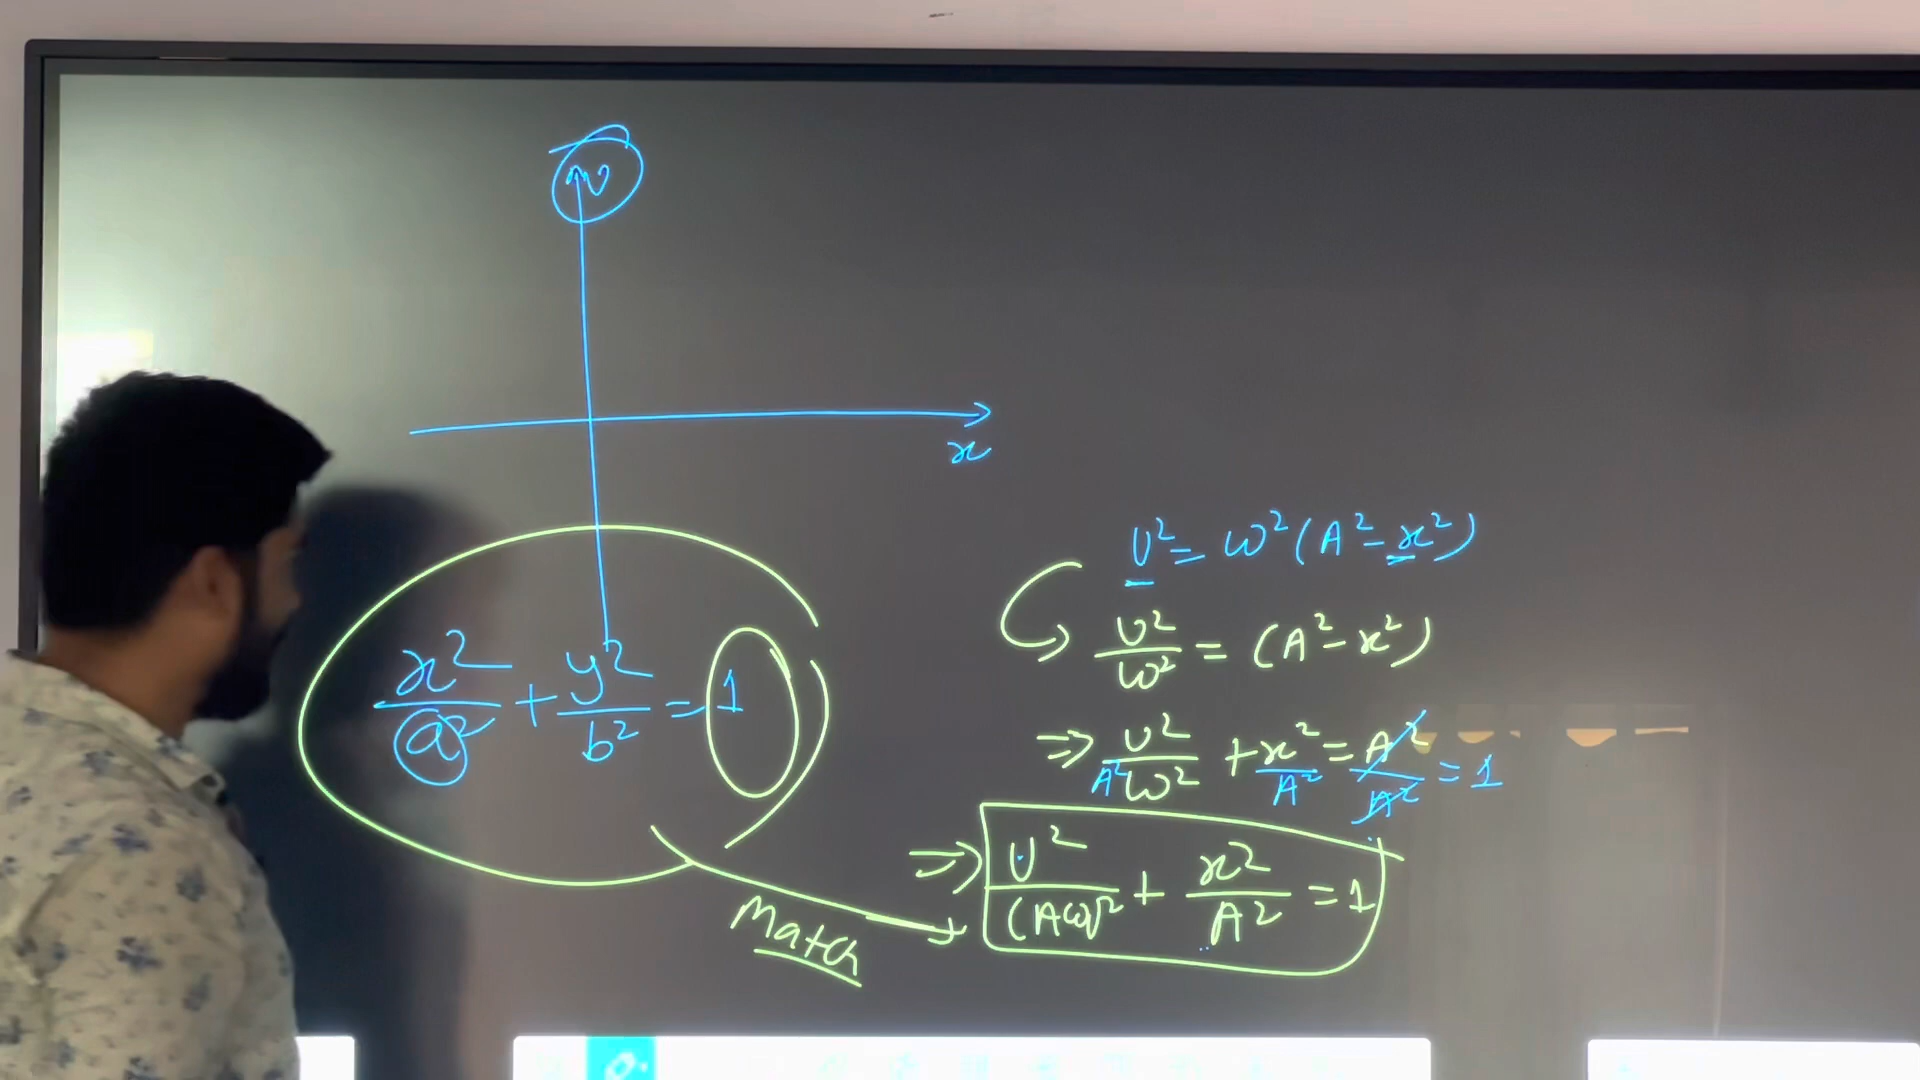 v
x
v² = ω²(A² - x²)
v²/ω² = (A² - x²)
x²/a² + y²/b² = 1
⇒ v²/A²ω² + x²/A² = A²/A² = 1
⇒ v²/(Aω)² + x²/A² = 1
Match